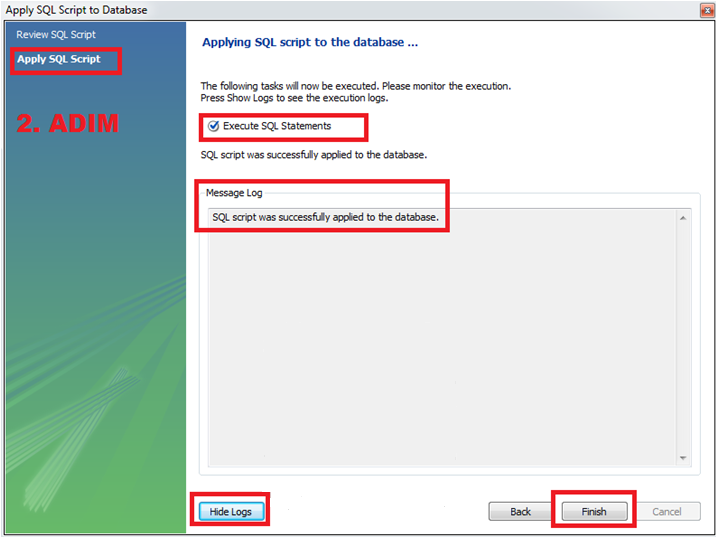 Apply SQL Script to Database
Review SQL Script
Apply SQL Script
2. ADIM
Applying SQL script to the database ...
The following tasks will now be executed. Please monitor the execution.
Press Show Logs to see the execution logs.
Execute SQL Statements
SQL script was successfully applied to the database.
Message Log
SQL script was successfully applied to the database.
Hide Logs
Back
Finish
Cancel